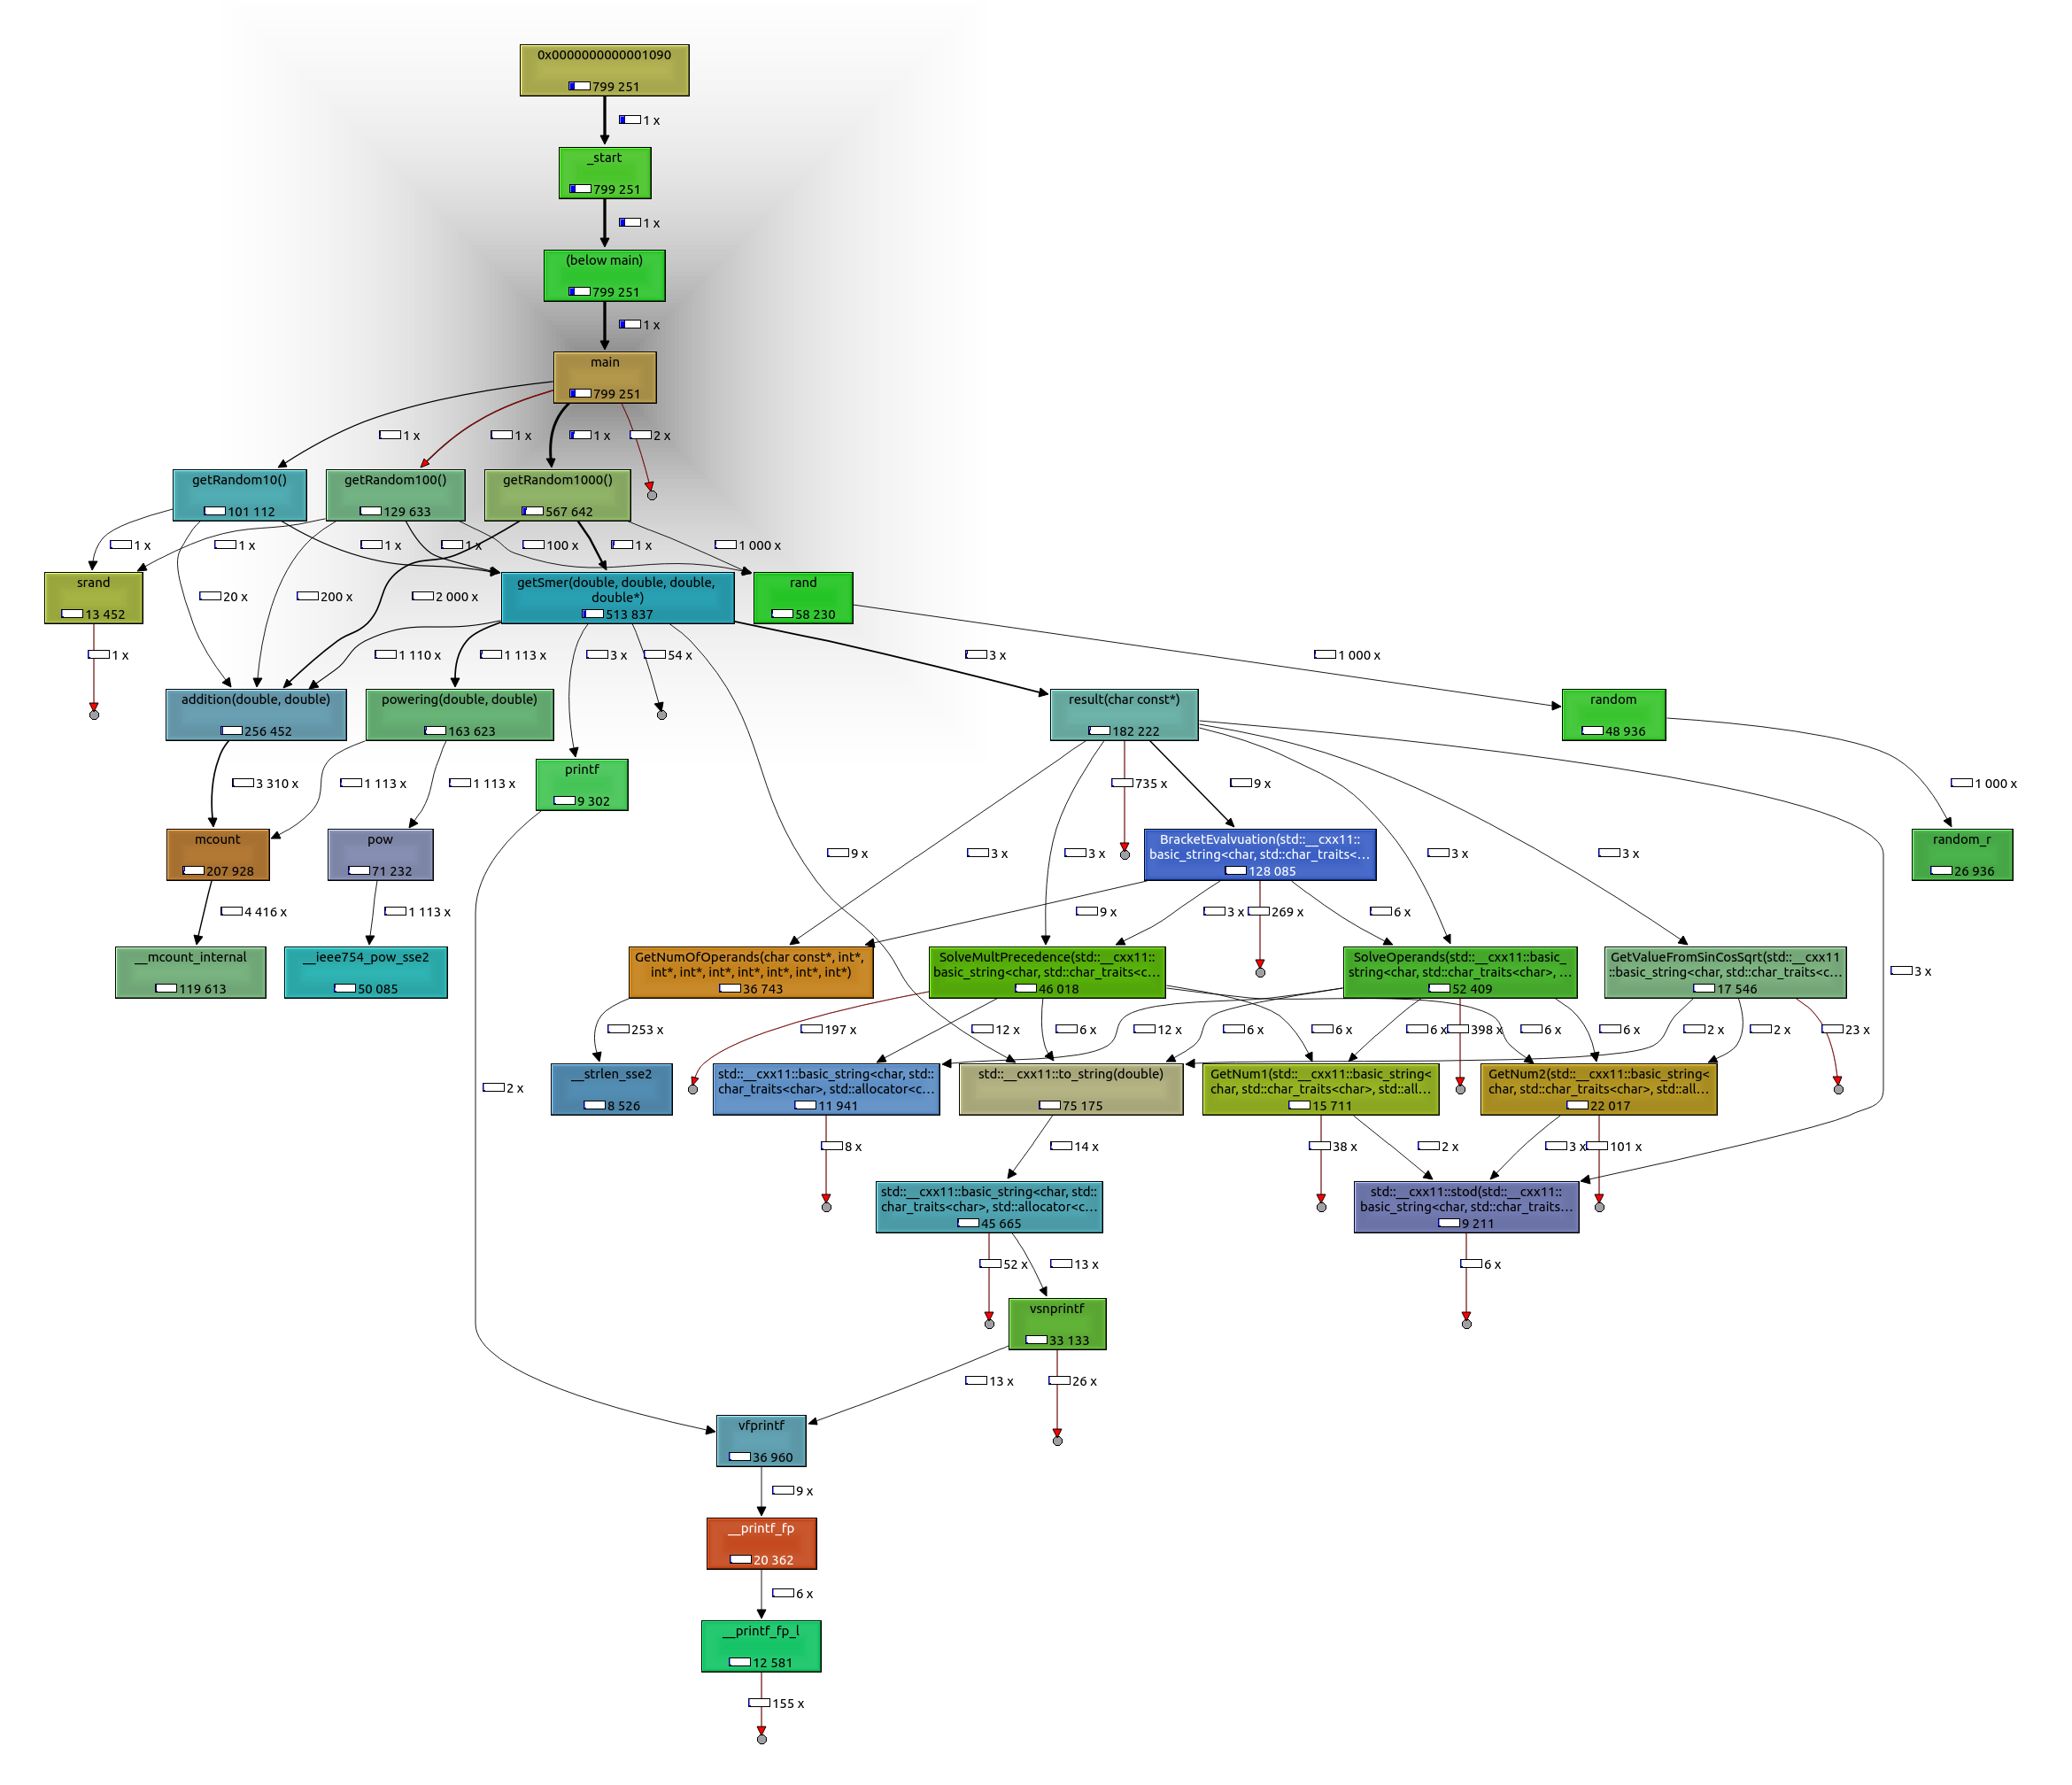 0x0000000000001090
799 251
1 x
_start
799 251
1 x
(below main)
799 251
1 x
main
799 251
1 x
1 x
1 x
2 x
getRandom10()
101 112
getRandom100()
129 633
getRandom1000()
567 642
1 x
1 x
1 x
1 x
100 x
1 x
1 000 x
srand
13 452
20 x
200 x
2 000 x
getSmer(double, double, double,
double*)
513 837
rand
58 230
1 x
1 110 x
1 113 x
3 x
54 x
3 x
1 000 x
addition(double, double)
256 452
powering(double, double)
163 623
result(char const*)
182 222
random
48 936
3 310 x
1 113 x
1 113 x
printf
9 302
735 x
9 x
1 000 x
mcount
207 928
pow
71 232
9 x
3 x
3 x
BracketEvalvuation(std::__cxx11::
basic_string<char, std::char_traits<...
128 085
3 x
3 x
random_r
26 936
4 416 x
1 113 x
9 x
3 x
269 x
6 x
__mcount_internal
119 613
__ieee754_pow_sse2
50 085
GetNumOfOperands(char const*, int*,
int*, int*, int*, int*, int*, int*, int*)
36 743
SolveMultPrecedence(std::__cxx11::
basic_string<char, std::char_traits<c...
46 018
SolveOperands(std::__cxx11::basic_
string<char, std::char_traits<char>, ...
52 409
GetValueFromSinCosSqrt(std::__cxx11
::basic_string<char, std::char_traits<c...
17 546
3 x
253 x
197 x
12 x
6 x
12 x
6 x
6 x
6 x
398 x
6 x
6 x
2 x
2 x
23 x
2 x
__strlen_sse2
8 526
std::__cxx11::basic_string<char, std::
char_traits<char>, std::allocator<c...
11 941
std::__cxx11::to_string(double)
75 175
GetNum1(std::__cxx11::basic_string<
char, std::char_traits<char>, std::all...
15 711
GetNum2(std::__cxx11::basic_string<
char, std::char_traits<char>, std::all...
22 017
8 x
14 x
38 x
2 x
3 x
101 x
std::__cxx11::basic_string<char, std::
char_traits<char>, std::allocator<c...
45 665
std::__cxx11::stod(std::__cxx11::
basic_string<char, std::char_traits...
9 211
52 x
13 x
6 x
vsnprintf
33 133
13 x
26 x
vfprintf
36 960
9 x
__printf_fp
20 362
6 x
__printf_fp_l
12 581
155 x